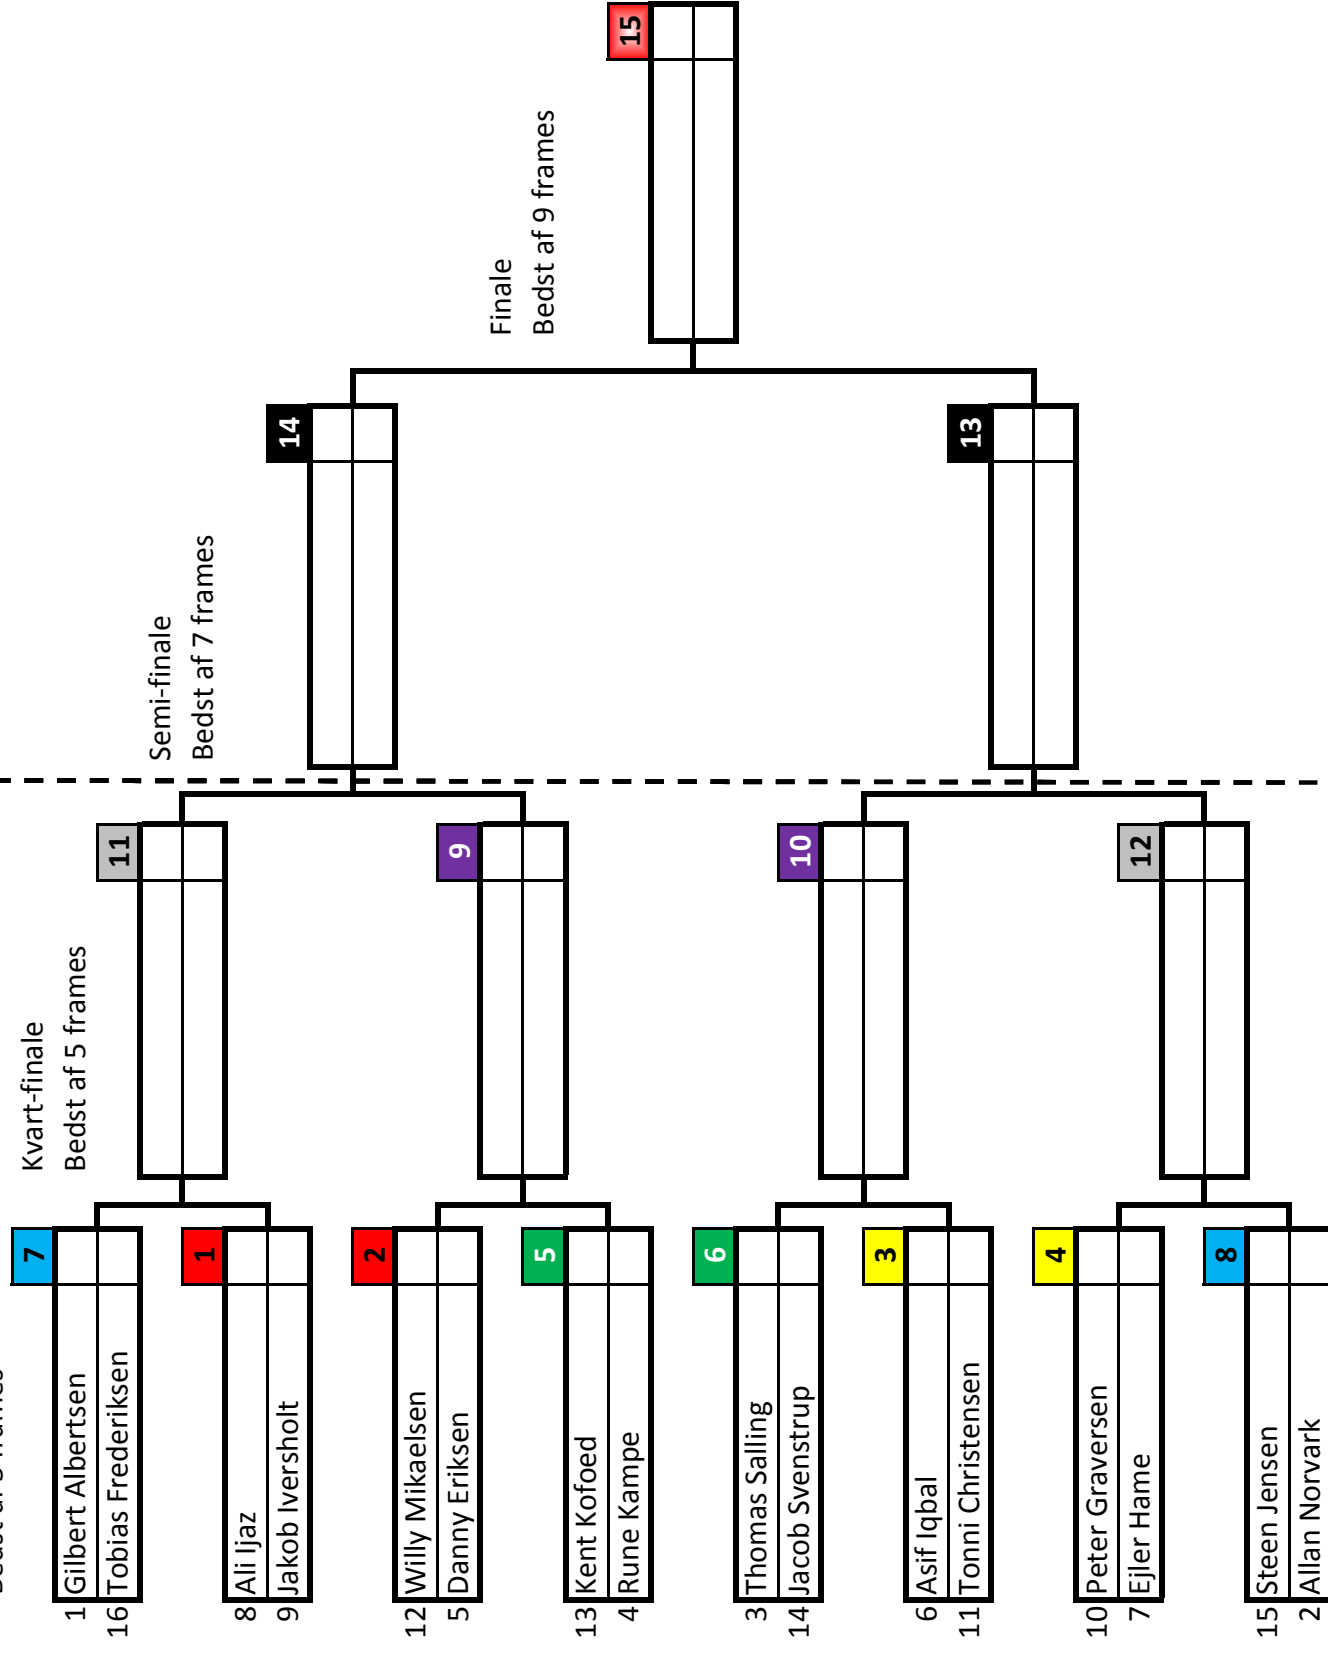 7
1 Gilbert Albertsen
16 Tobias Frederiksen
1
8 Ali Ijaz
9 Jakob Iversholt
2
12 Willy Mikaelsen
5 Danny Eriksen
5
13 Kent Kofoed
4 Rune Kampe
6
3 Thomas Salling
14 Jacob Svenstrup
3
6 Asif Iqbal
11 Tonni Christensen
4
10 Peter Graversen
7 Ejler Hame
8
15 Steen Jensen
2 Allan Norvark
Kvart-finale
Bedst af 5 frames
11
9
10
12
Semi-finale
Bedst af 7 frames
14
13
Finale
Bedst af 9 frames
15